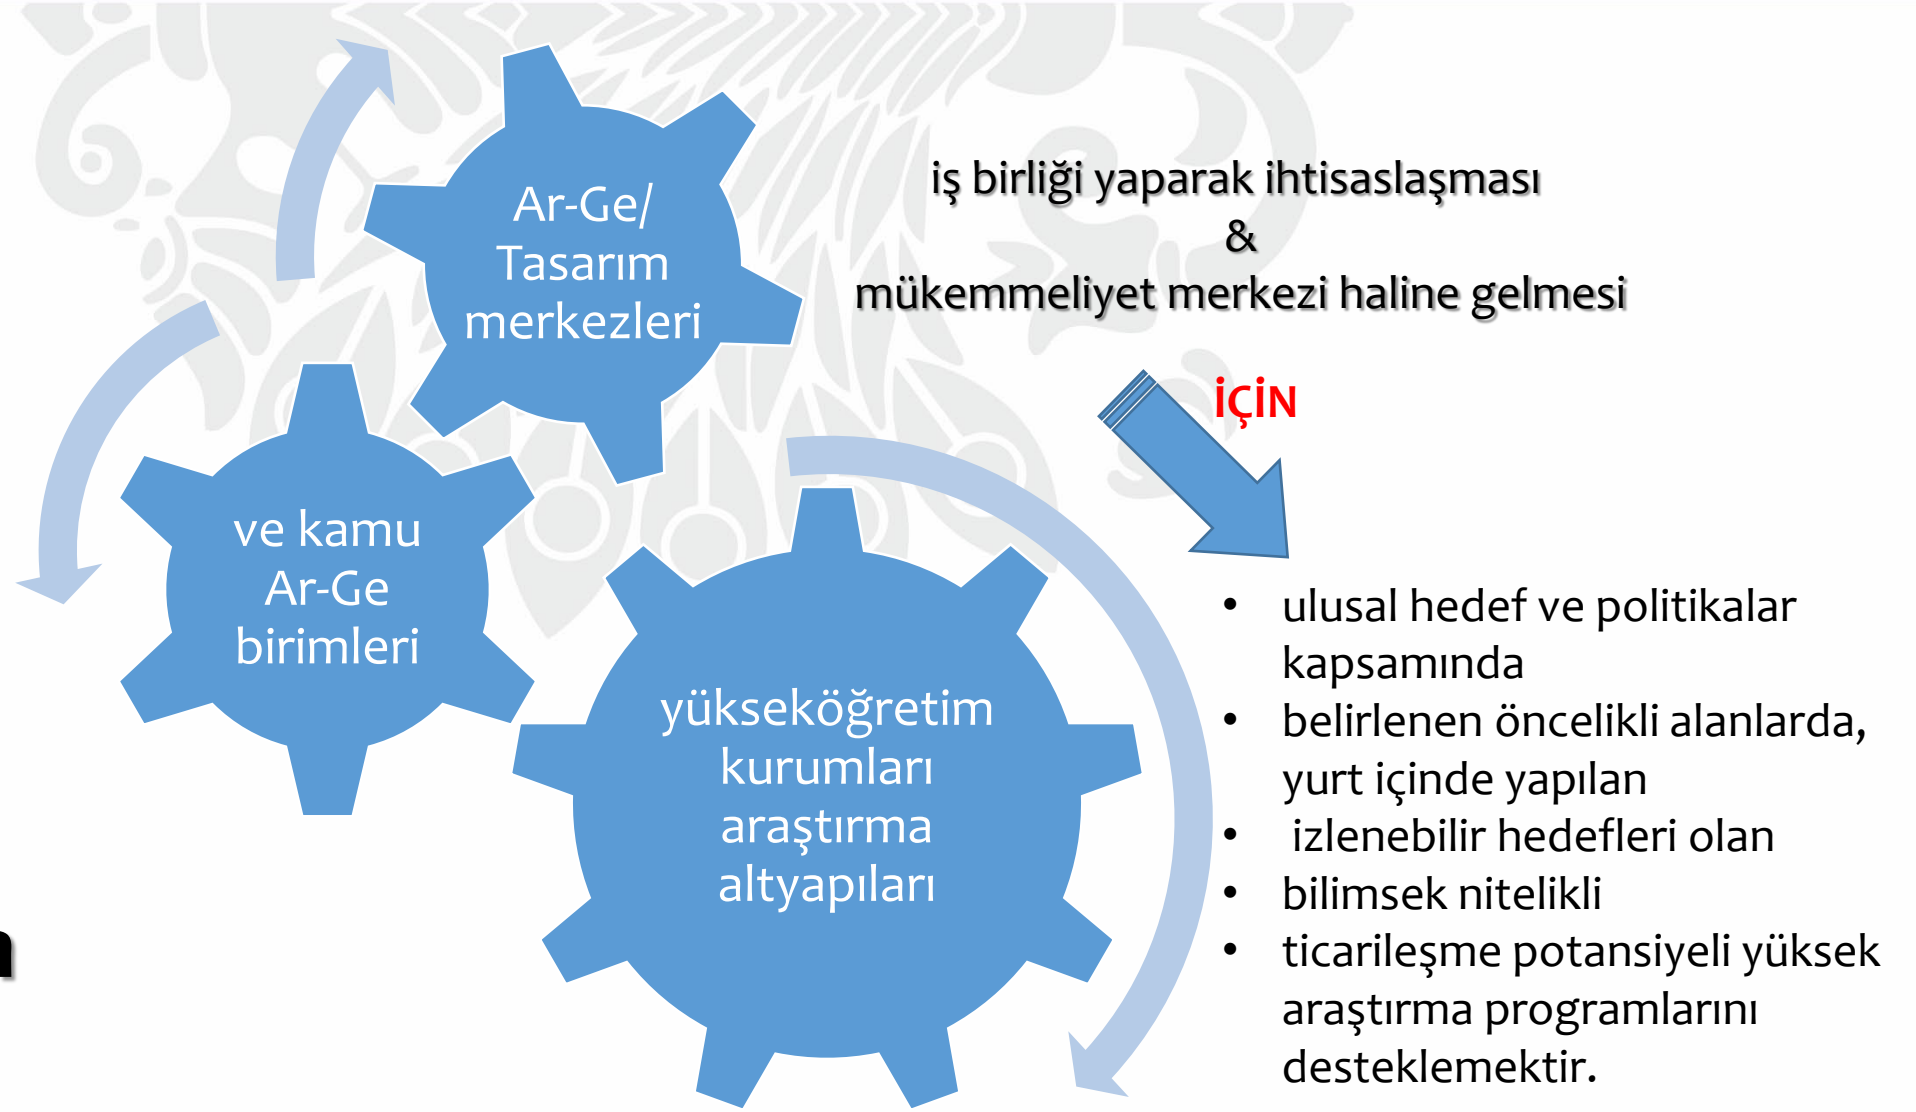 Ar-Ge/
Tasarım
merkezleri
ve kamu
Ar-Ge
birimleri
yükseköğretim
kurumları
araştırma
altyapıları
iş birliği yaparak ihtisaslaşması
&
mükemmeliyet merkezi haline gelmesi
İÇİN
• ulusal hedef ve politikalar
kapsamında
• belirlenen öncelikli alanlarda,
yurt içinde yapılan
• izlenebilir hedefleri olan
• bilimsek nitelikli
• ticarileşme potansiyeli yüksek
araştırma programlarını
desteklemektir.